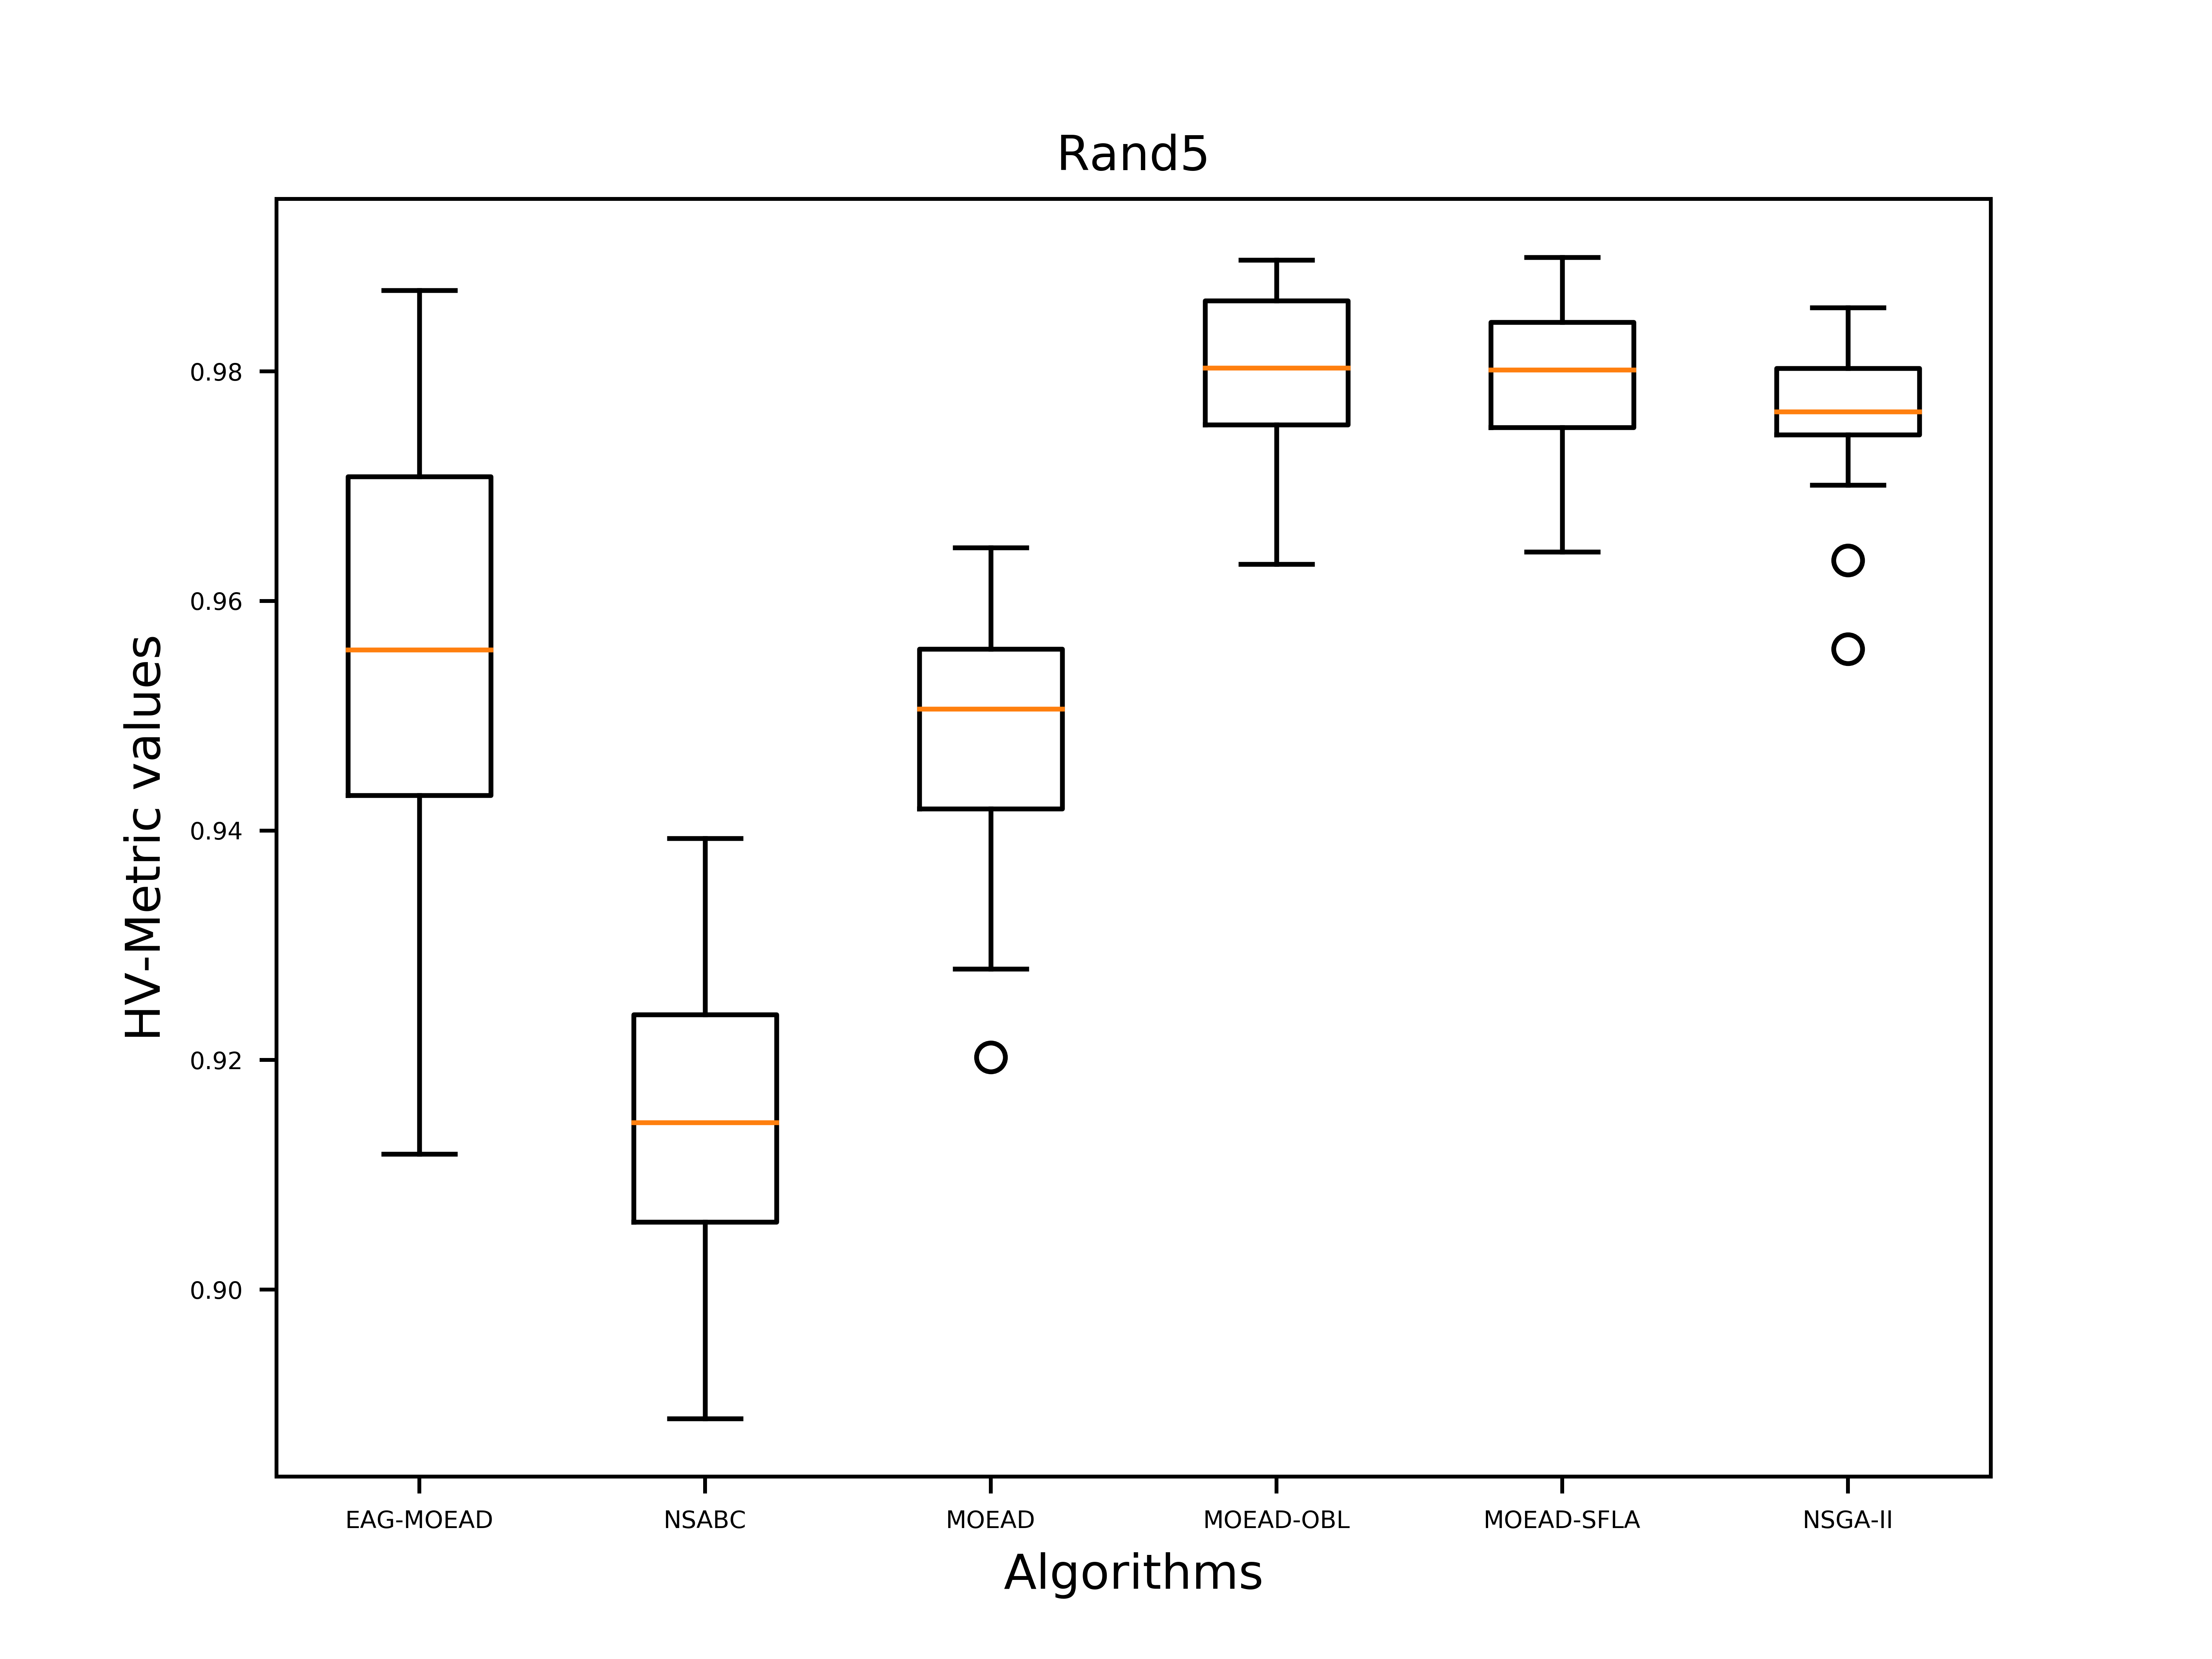 Rand5
HV-Metric values
0.98
0.96
0.94
0.92
0.90
EAG-MOEAD NSABC MOEAD MOEAD-OBL MOEAD-SFLA NSGA-II
Algorithms